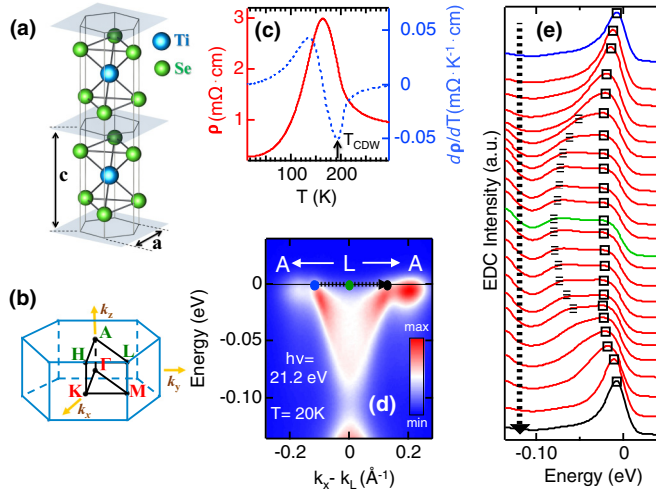 (a)
Ti
Se
c
a
(b)
k_z
A
H
L
Γ
K
M
k_y
k_x
(c)
3
2
1
ρ (mΩ·cm)
0.05
0
-0.05
dρ/dT(mΩ·K⁻¹·cm)
T_CDW
100
200
T (K)
A ← L → A
0
-0.05
-0.10
Energy (eV)
hν=
21.2 eV
T= 20K
max
min
(d)
-0.2
0
0.2
k_x- k_L (Å⁻¹)
(e)
EDC Intensity (a.u.)
-0.10
0
Energy (eV)